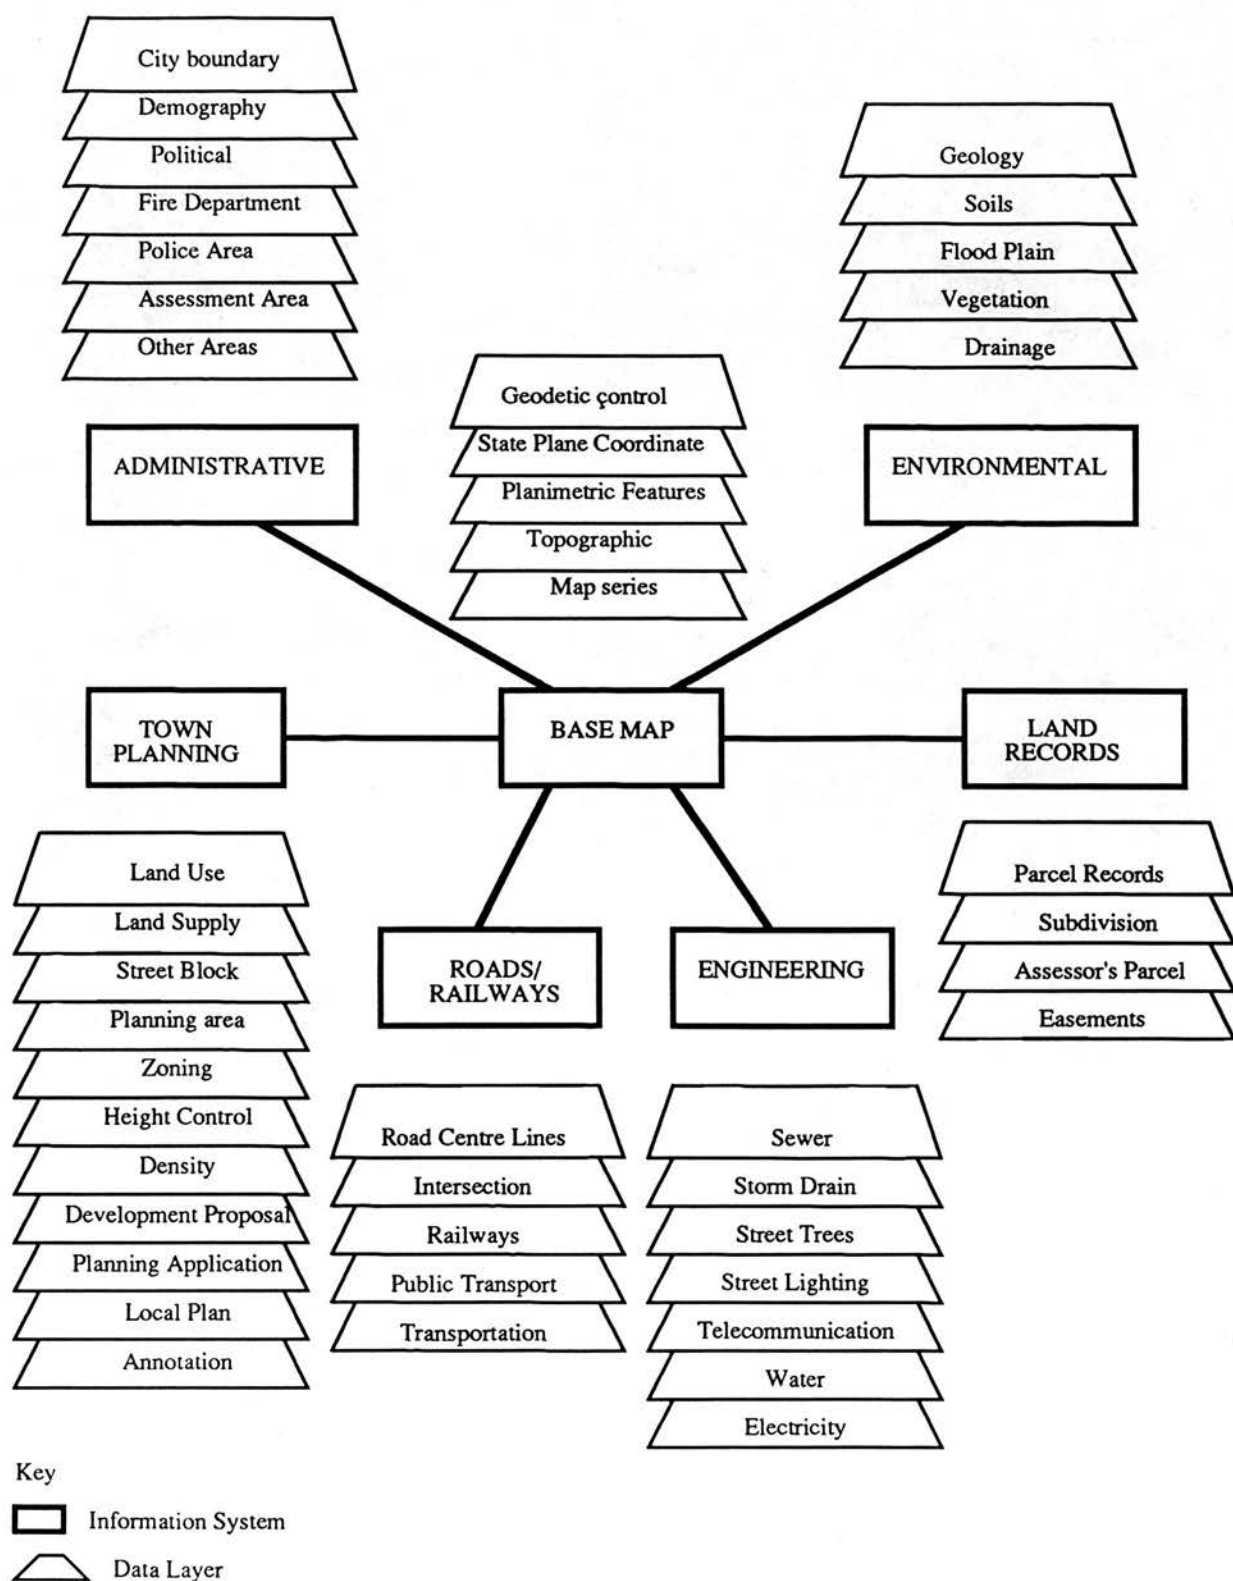 City boundary
Demography
Political
Fire Department
Police Area
Assessment Area
Other Areas
ADMINISTRATIVE
Geology
Soils
Flood Plain
Vegetation
Drainage
ENVIRONMENTAL
Geodetic control
State Plane Coordinate
Planimetric Features
Topographic
Map series
BASE MAP
TOWN
PLANNING
LAND
RECORDS
Land Use
Land Supply
Street Block
Planning area
Zoning
Height Control
Density
Development Proposal
Planning Application
Local Plan
Annotation
ROADS/
RAILWAYS
Road Centre Lines
Intersection
Railways
Public Transport
Transportation
ENGINEERING
Sewer
Storm Drain
Street Trees
Street Lighting
Telecommunication
Water
Electricity
Parcel Records
Subdivision
Assessor's Parcel
Easements
Key
Information System
Data Layer